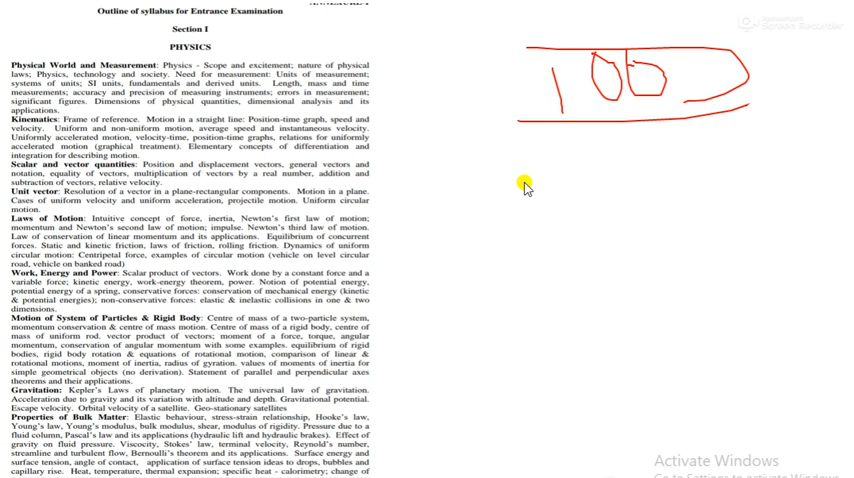 Outline of syllabus for Entrance Examination
Section I
PHYSICS
Physical World and Measurement: Physics - Scope and excitement; nature of physical
laws; Physics, technology and society. Need for measurement: Units of measurement;
systems of units; SI units, fundamentals and derived units. Length, mass and time
measurements; accuracy and precision of measuring instruments; errors in measurement;
significant figures. Dimensions of physical quantities, dimensional analysis and its
applications.
Kinematics: Frame of reference. Motion in a straight line: Position-time graph, speed and
velocity. Uniform and non-uniform motion, average speed and instantaneous velocity.
Uniformly accelerated motion, velocity-time, position-time graphs, relations for uniformly
accelerated motion (graphical treatment). Elementary concepts of differentiation and
integration for describing motion.
Scalar and vector quantities: Position and displacement vectors, general vectors and
notation, equality of vectors, multiplication of vectors by a real number, addition and
subtraction of vectors, relative velocity.
Unit vector: Resolution of a vector in a plane-rectangular components. Motion in a plane.
Cases of uniform velocity and uniform acceleration, projectile motion. Uniform circular
motion.
Laws of Motion: Intuitive concept of force, inertia, Newton's first law of motion;
momentum and Newton's second law of motion; impulse. Newton's third law of motion.
Law of conservation of linear momentum and its applications. Equilibrium of concurrent
forces. Static and kinetic friction, laws of friction, rolling friction. Dynamics of uniform
circular motion: Centripetal force, examples of circular motion (vehicle on level circular
road, vehicle on banked road)
Work, Energy and Power: Scalar product of vectors. Work done by a constant force and a
variable force; kinetic energy, work-energy theorem, power. Notion of potential energy,
potential energy of a spring, conservative forces: conservation of mechanical energy (kinetic
& potential energies); non-conservative forces: elastic & inelastic collisions in one & two
dimensions.
Motion of System of Particles & Rigid Body: Centre of mass of a two-particle system,
momentum conservation & centre of mass motion. Centre of mass of a rigid body, centre of
mass of uniform rod. vector product of vectors; moment of a force, torque, angular
momentum, conservation of angular momentum with some examples. equilibrium of rigid
bodies, rigid body rotation & equations of rotational motion, comparison of linear &
rotational motions, moment of inertia, radius of gyration. values of moments of inertia for
simple geometrical objects (no derivation). Statement of parallel and perpendicular axes
theorems and their applications.
Gravitation: Kepler's Laws of planetary motion. The universal law of gravitation.
Acceleration due to gravity and its variation with altitude and depth. Gravitational potential.
Escape velocity. Orbital velocity of a satellite. Geo-stationary satellites
Properties of Bulk Matter: Elastic behaviour, stress-strain relationship, Hooke's law,
Young's law, Young's modulus, bulk modulus, shear, modulus of rigidity. Pressure due to a
fluid column, Pascal's law and its applications (hydraulic lift and hydraulic brakes). Effect of
gravity on fluid pressure. Viscocity, Stokes' law, terminal velocity, Reynold's number,
streamline and turbulent flow, Bernoulli's theorem and its applications. Surface energy and
surface tension, angle of contact, application of surface tension ideas to drops, bubbles and
capillary rise. Heat, temperature, thermal expansion; specific heat - calorimetry; change of
Screen Recorder
Activate Windows